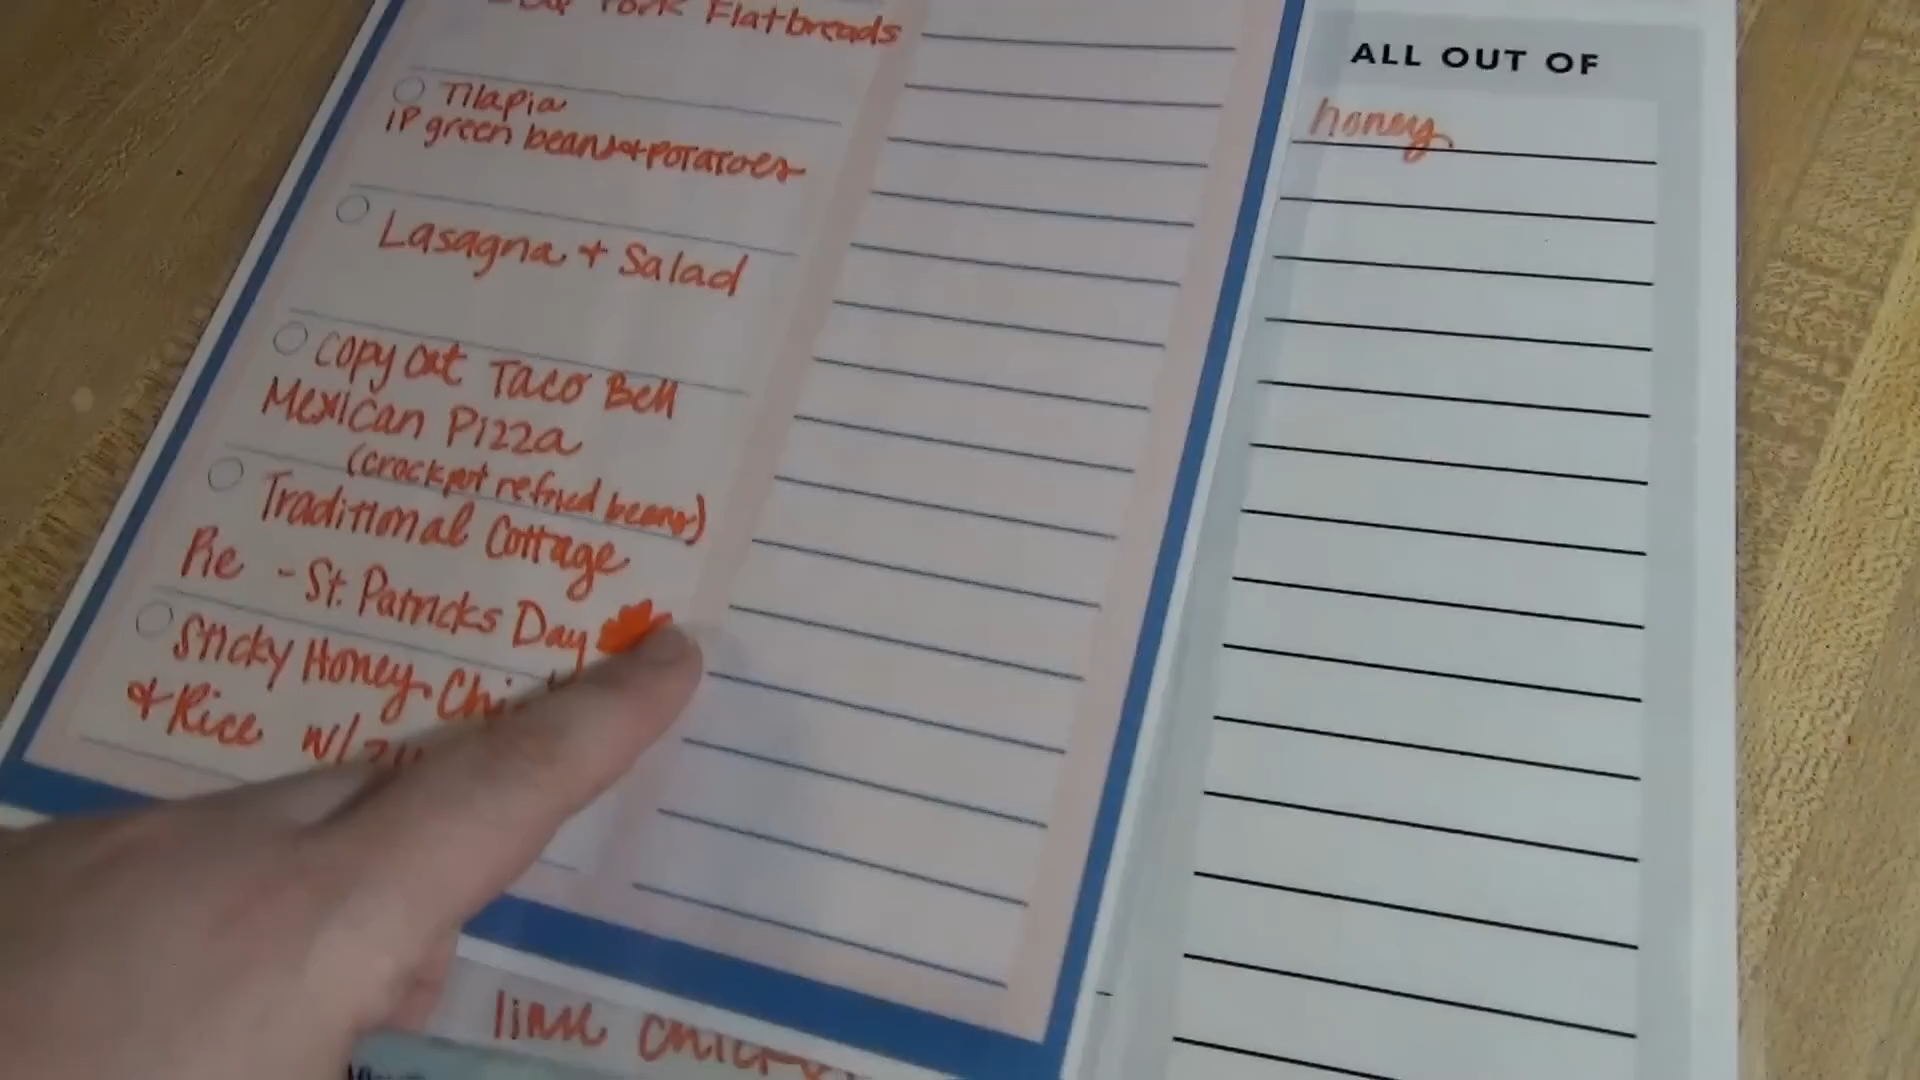 Pork Flatbreads
Tilapia
IP green beans + potatoes
Lasagna + Salad
Copy Cat Taco Bell
Mexican Pizza
(crockpot refried beans)
Traditional Cottage
Pie - St. Patricks Day
Sticky Honey
+ Rice w/
lime
ALL OUT OF
honey